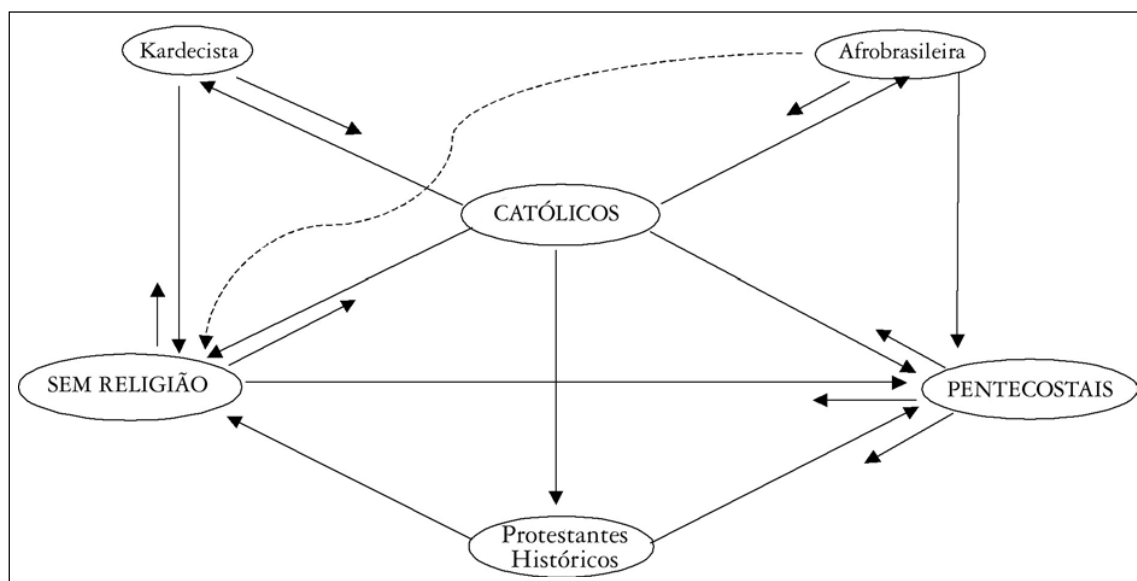 Kardecista
Afrobrasileira
CATÓLICOS
SEM RELIGIÃO
PENTECOSTAIS
Protestantes
Históricos